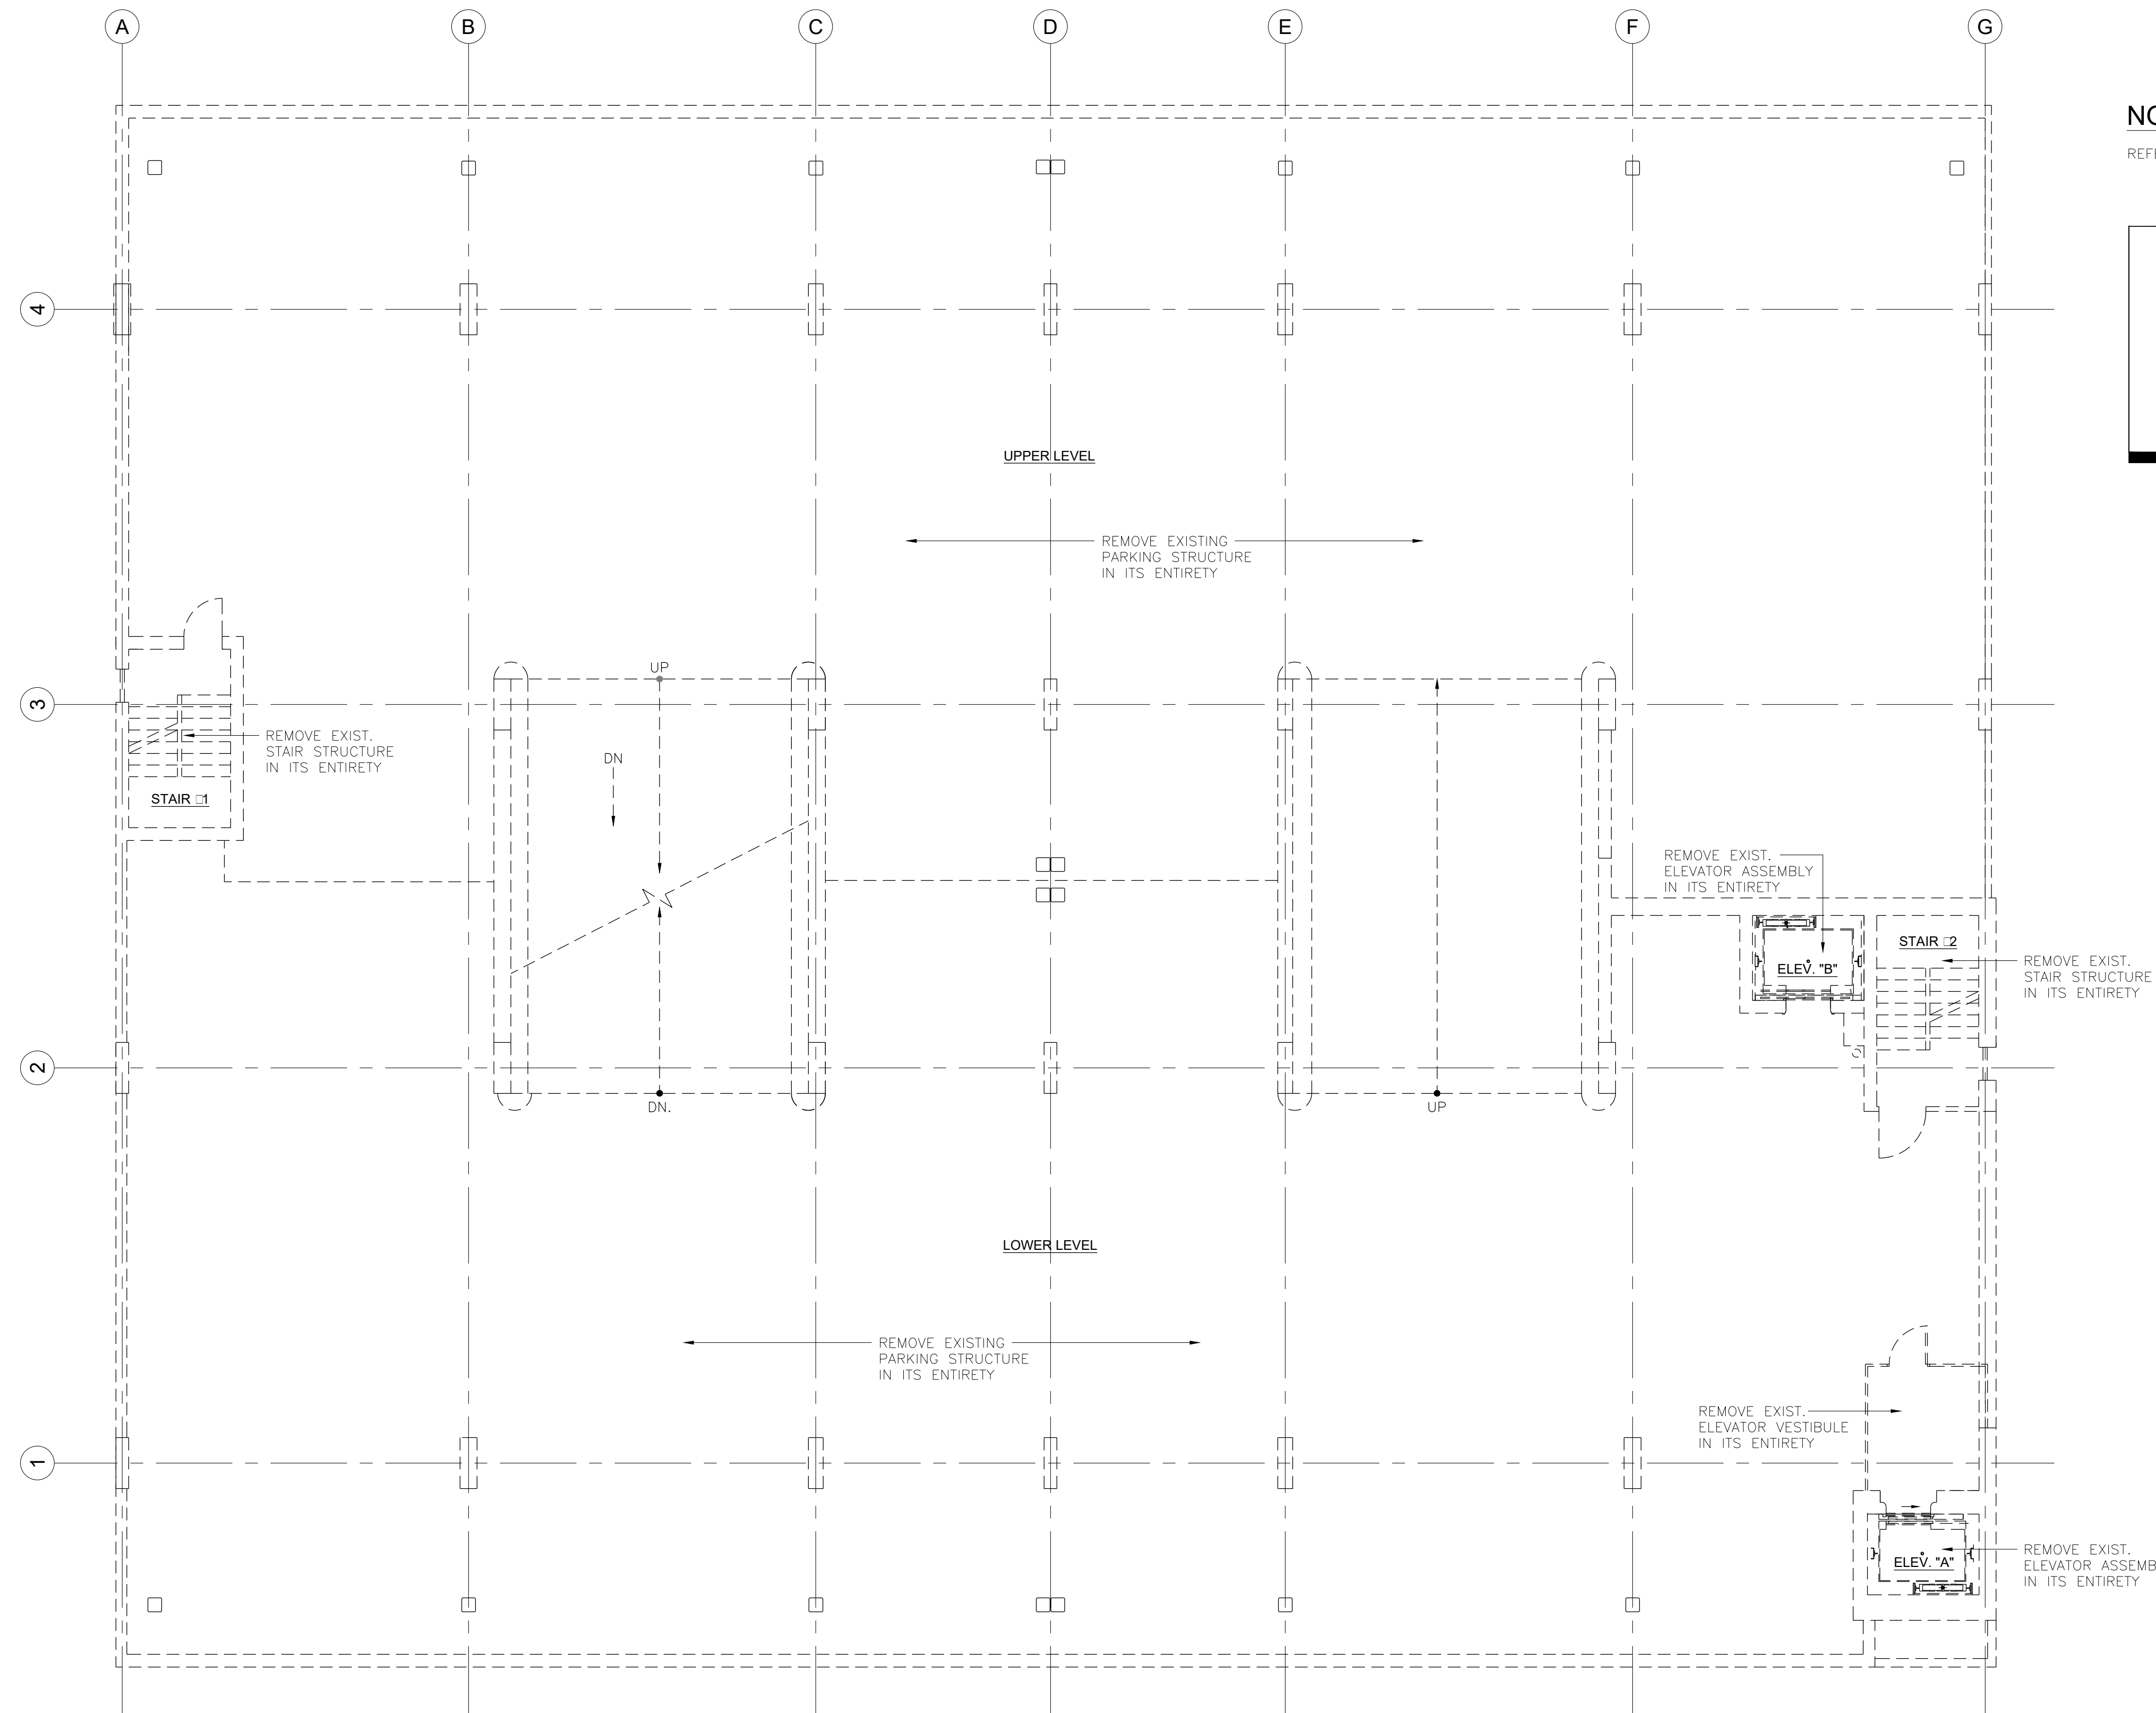 A
B
C
D
E
F
G
4
3
2
1
UPPER LEVEL
REMOVE EXISTING
PARKING STRUCTURE
IN ITS ENTIRETY
UP
DN
REMOVE EXIST.
STAIR STRUCTURE
IN ITS ENTIRETY
STAIR □1
REMOVE EXIST.
ELEVATOR ASSEMBLY
IN ITS ENTIRETY
ELEV. "B"
STAIR □2
REMOVE EXIST.
STAIR STRUCTURE
IN ITS ENTIRETY
DN.
UP
LOWER LEVEL
REMOVE EXISTING
PARKING STRUCTURE
IN ITS ENTIRETY
REMOVE EXIST.
ELEVATOR VESTIBULE
IN ITS ENTIRETY
ELEV. "A"
REMOVE EXIST.
ELEVATOR
IN ITS ENTIRETY